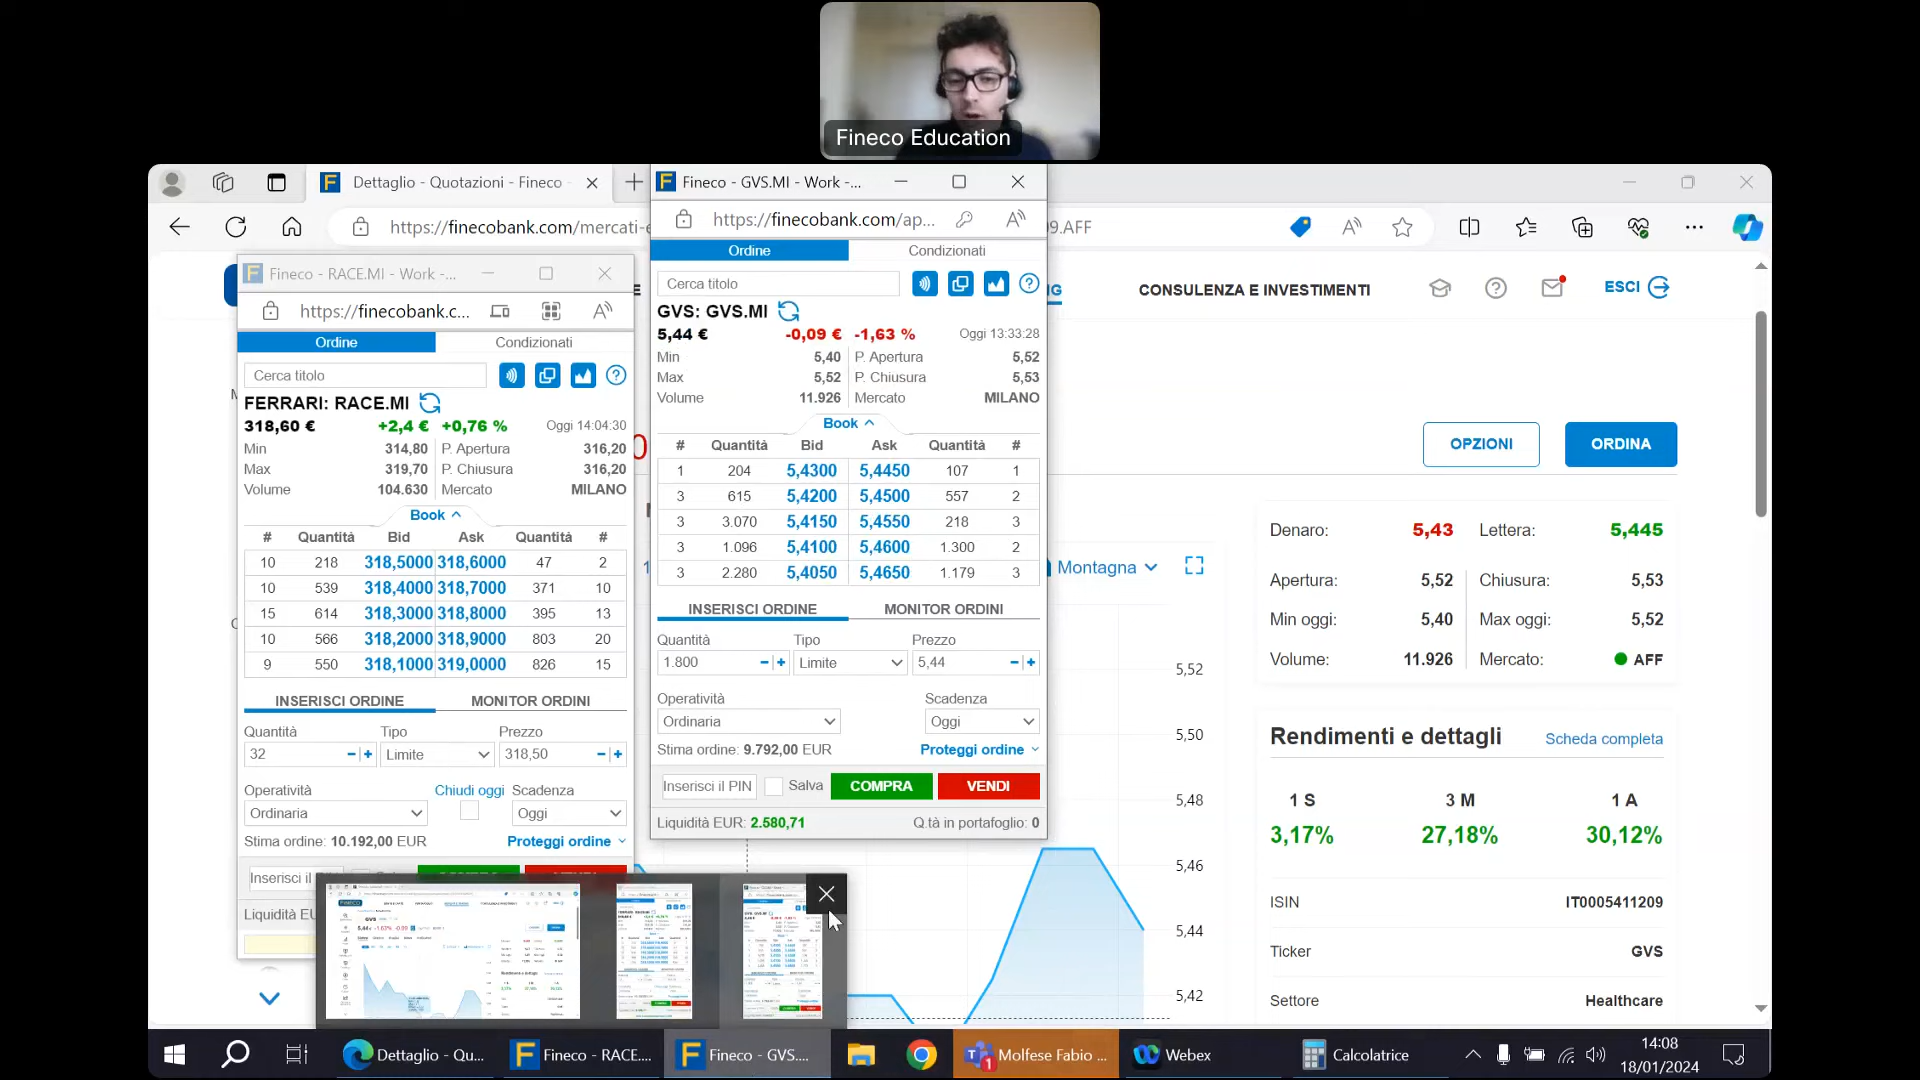 Fineco Education
Dettaglio - Quotazioni - Fineco
https://finecobank.com/mercati-e
09.AFF
CONSULENZA E INVESTIMENTI
ESCI
Fineco - RACE.MI - Work -...
https://finecobank.c...
Ordine
Condizionati
Cerca titolo
FERRARI: RACE.MI
318,60 € +2,4 € +0,76 % Oggi 14:04:30
Min 314,80 P. Apertura 316,20
Max 319,70 P. Chiusura 316,20
Volume 104.630 Mercato MILANO
Book
# Quantità Bid Ask Quantità #
10 218 318,5000 318,6000 47 2
10 539 318,4000 318,7000 371 10
15 614 318,3000 318,8000 395 13
10 566 318,2000 318,9000 803 20
9 550 318,1000 319,0000 826 15
INSERISCI ORDINE MONITOR ORDINI
Quantità Tipo Prezzo
32 Limite 318,50
Operatività Chiudi oggi Scadenza
Ordinaria Oggi
Stima ordine: 10.192,00 EUR Proteggi ordine
Inserisci il
Liquidità EU
Fineco - GVS.MI - Work -...
https://finecobank.com/ap...
Ordine
Condizionati
Cerca titolo
GVS: GVS.MI
5,44 € -0,09 € -1,63 % Oggi 13:33:28
Min 5,40 P. Apertura 5,52
Max 5,52 P. Chiusura 5,53
Volume 11.926 Mercato MILANO
Book
# Quantità Bid Ask Quantità #
1 204 5,4300 5,4450 107 1
3 615 5,4200 5,4500 557 2
3 3.070 5,4150 5,4550 218 3
3 1.096 5,4100 5,4600 1.300 2
3 2.280 5,4050 5,4650 1.179 3
INSERISCI ORDINE MONITOR ORDINI
Quantità Tipo Prezzo
1.800 Limite 5,44
Operatività Scadenza
Ordinaria Oggi
Stima ordine: 9.792,00 EUR Proteggi ordine
Inserisci il PIN Salva COMPRA VENDI
Liquidità EUR: 2.580,71 Q.tà in portafoglio: 0
OPZIONI
ORDINA
Montagna
5,52
5,50
5,48
5,46
5,44
5,42
Denaro: 5,43 Lettera: 5,445
Apertura: 5,52 Chiusura: 5,53
Min oggi: 5,40 Max oggi: 5,52
Volume: 11.926 Mercato: AFF
Rendimenti e dettagli Scheda completa
1 S 3 M 1 A
3,17% 27,18% 30,12%
ISIN IT0005411209
Ticker GVS
Settore Healthcare
Dettaglio - Qu...
Fineco - RACE....
Fineco - GVS....
Molfese Fabio ...
1
Webex
Calcolatrice
14:08
18/01/2024